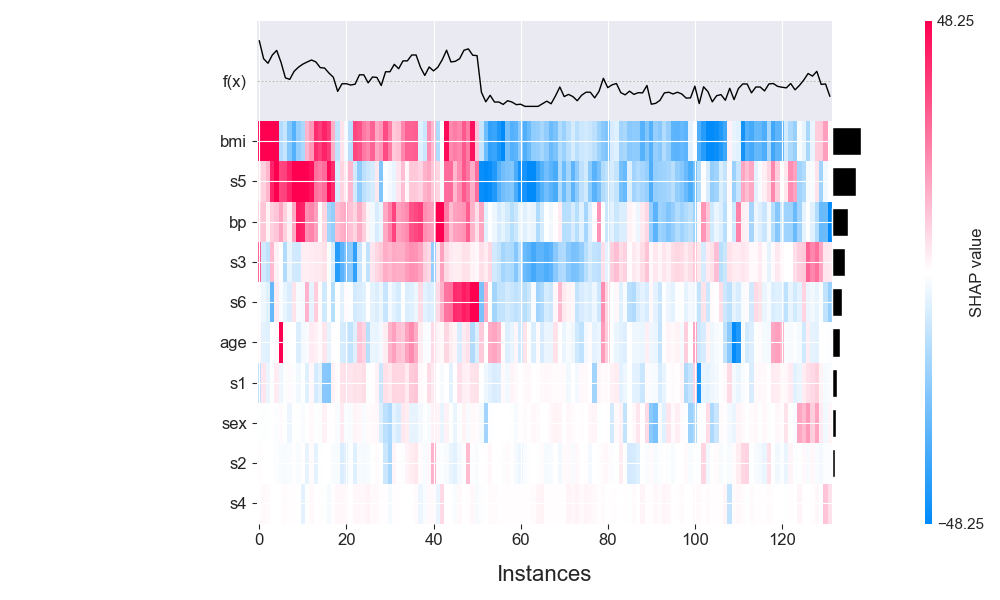 48.25
f(x)
bmi
s5
bp
s3
s6
age
s1
sex
s2
s4
SHAP value
−48.25
0 20 40 60 80 100 120
Instances